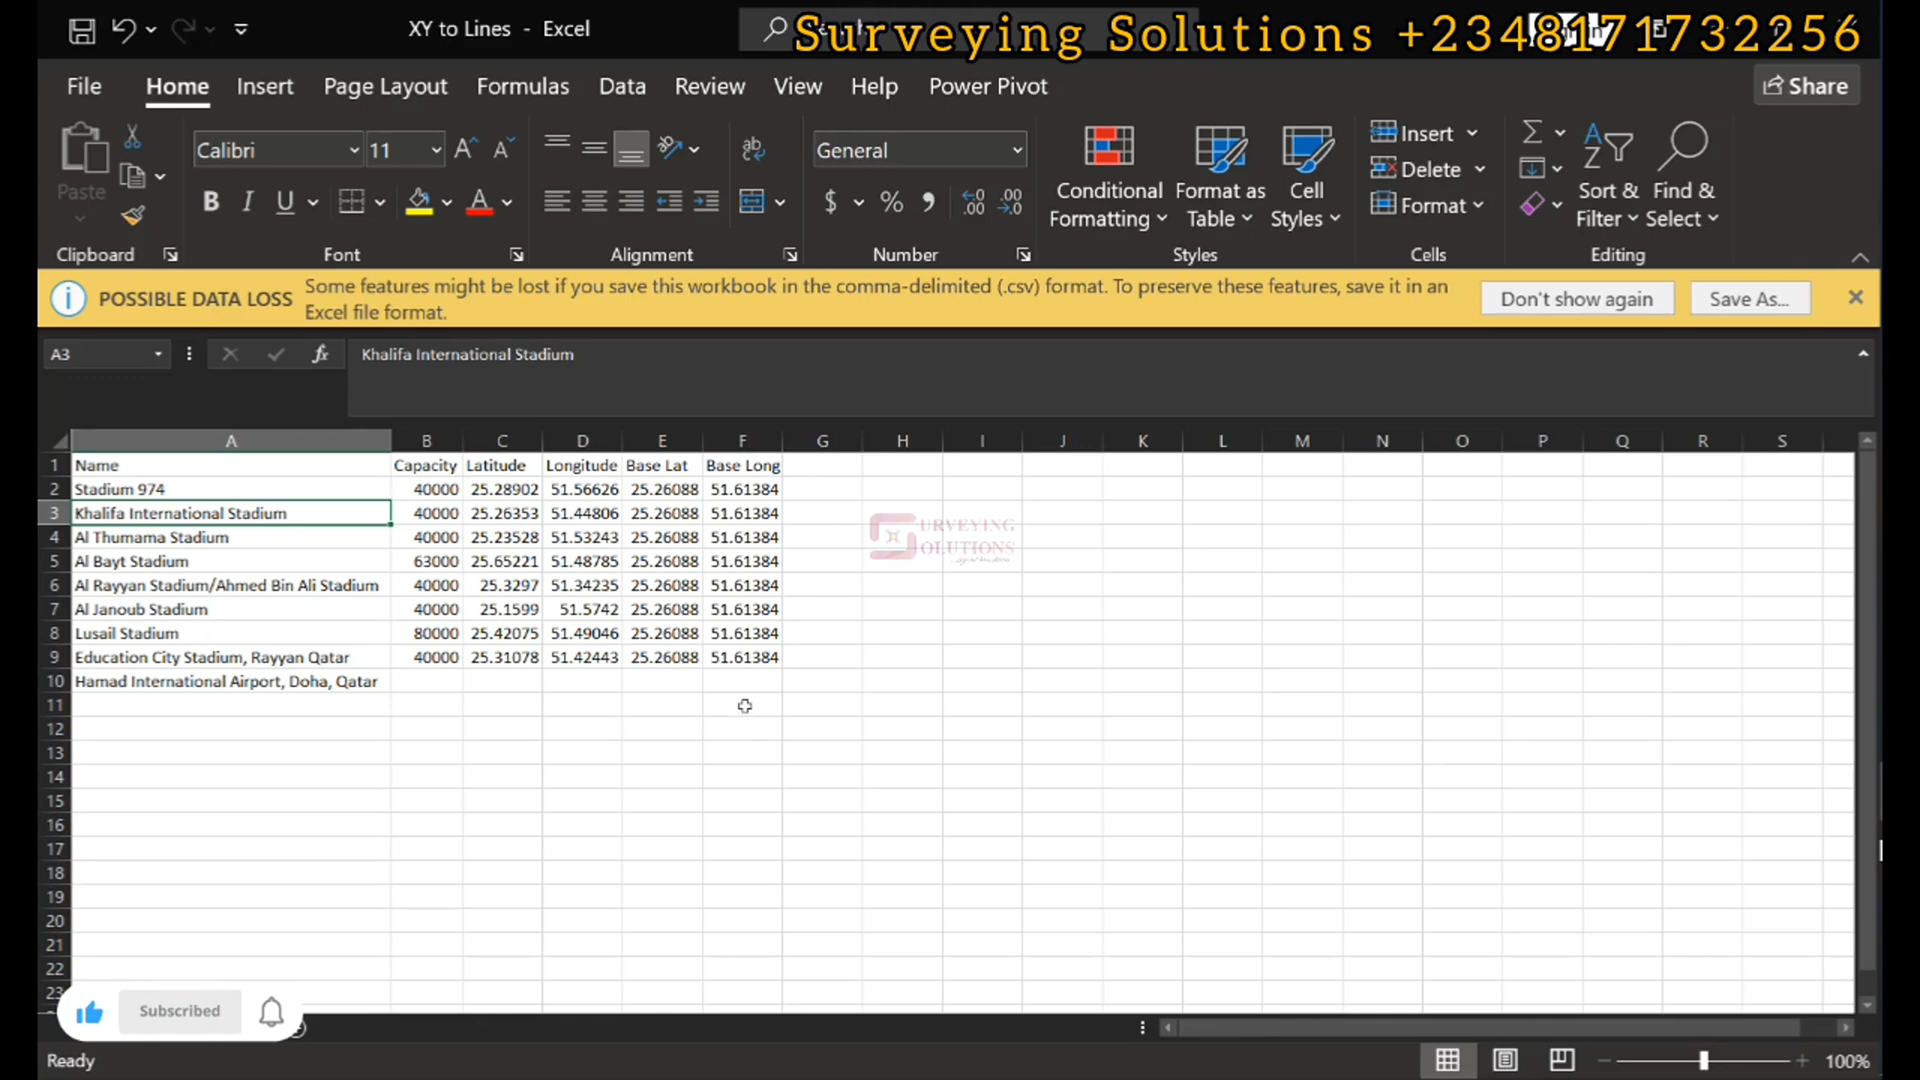 XY to Lines - Excel
Surveying Solutions +2348171732256
File Home Insert Page Layout Formulas Data Review View Help Power Pivot Share
Paste
Calibri 11
B I U
General
$ % ,
Conditional Formatting
Format as Table
Cell Styles
Insert
Delete
Format
Sort & Filter
Find & Select
Clipboard Font Alignment Number Styles Cells Editing
POSSIBLE DATA LOSS Some features might be lost if you save this workbook in the comma-delimited (.csv) format. To preserve these features, save it in an
Excel file format.
Don't show again
Save As...
A3 fx Khalifa International Stadium
A B C D E F G H I J K L M N O P Q R S
1 Name Capacity Latitude Longitude Base Lat Base Long
2 Stadium 974 40000 25.28902 51.56626 25.26088 51.61384
3 Khalifa International Stadium 40000 25.26353 51.44806 25.26088 51.61384
4 Al Thumama Stadium 40000 25.23528 51.53243 25.26088 51.61384
5 Al Bayt Stadium 63000 25.65221 51.48785 25.26088 51.61384
6 Al Rayyan Stadium/Ahmed Bin Ali Stadium 40000 25.3297 51.34235 25.26088 51.61384
7 Al Janoub Stadium 40000 25.1599 51.5742 25.26088 51.61384
8 Lusail Stadium 80000 25.42075 51.49046 25.26088 51.61384
9 Education City Stadium, Rayyan Qatar 40000 25.31078 51.42443 25.26088 51.61384
10 Hamad International Airport, Doha, Qatar
11
12
13
14
15
16
17
18
19
20
21
22
23
SURVEYING
SOLUTIONS
Subscribed
Ready
100%